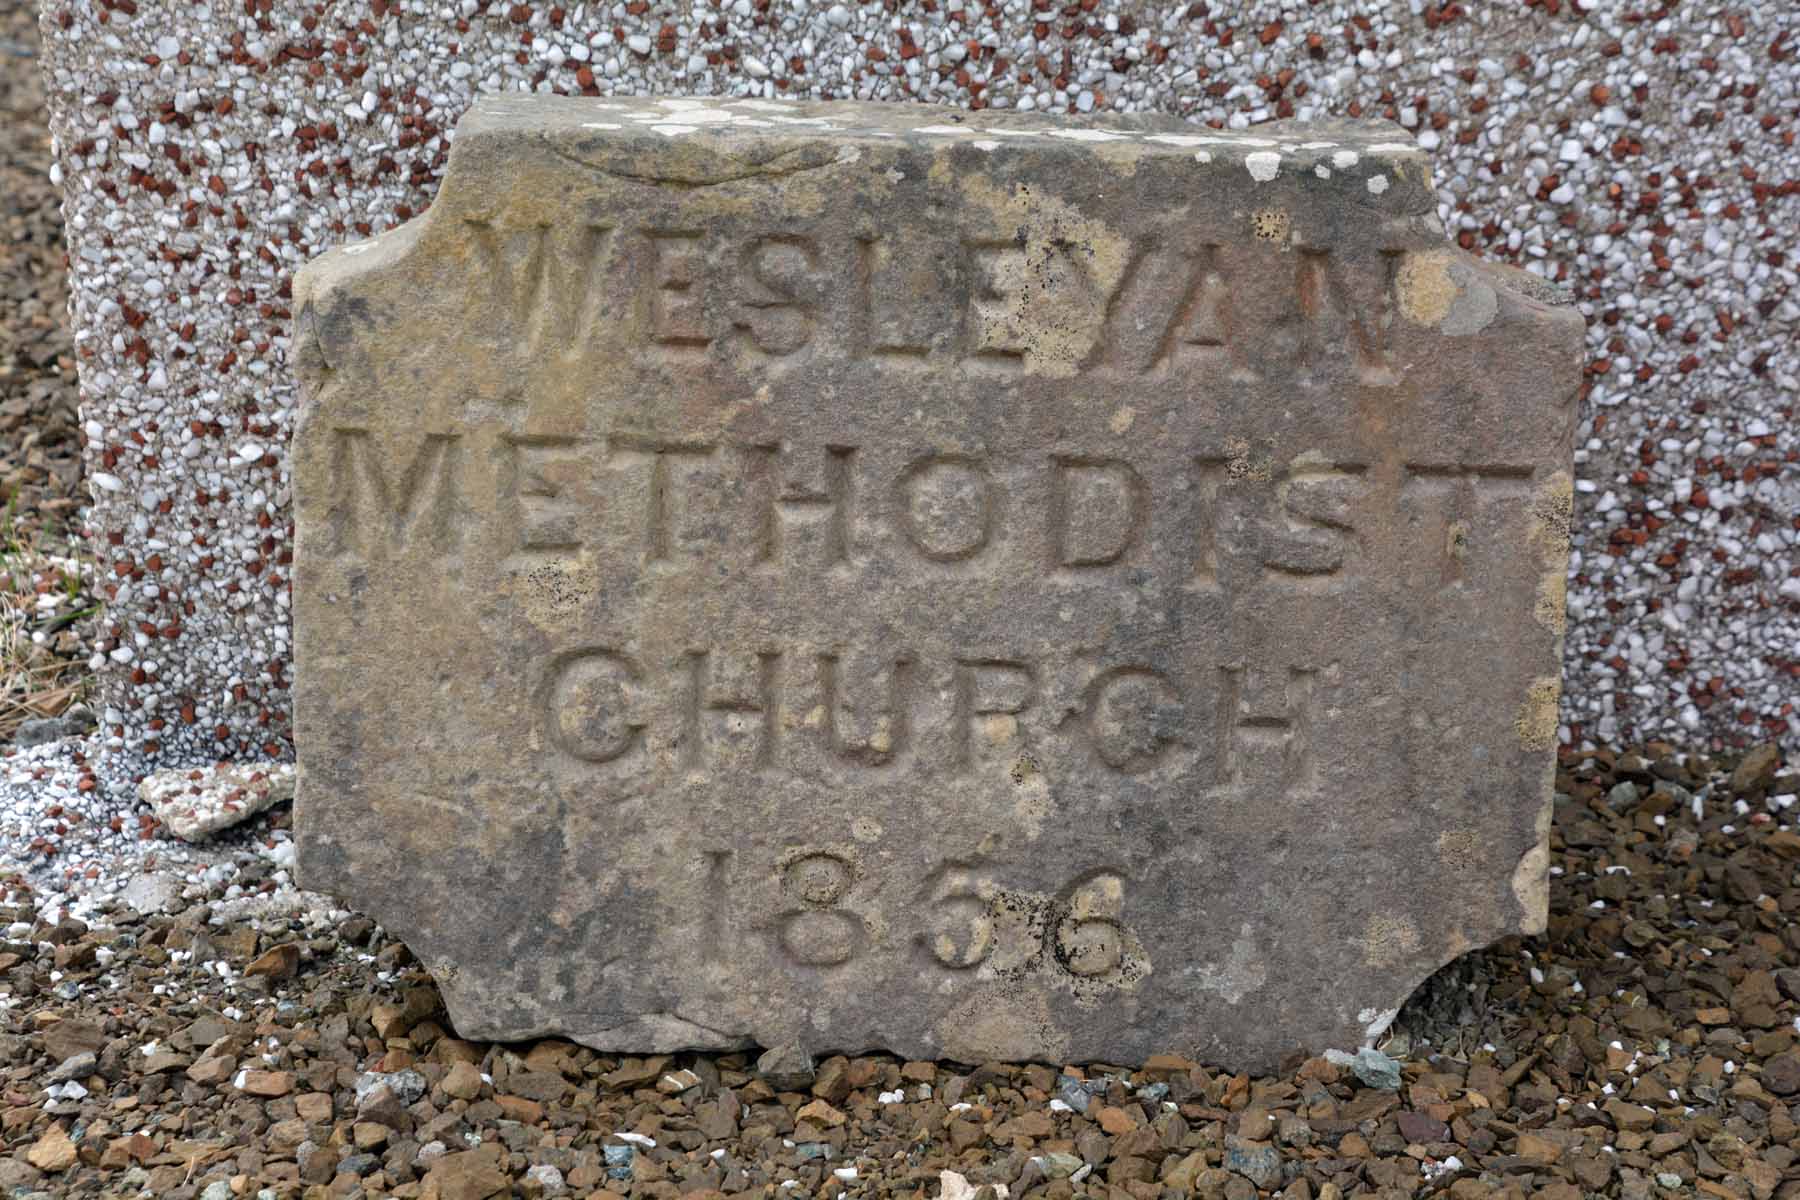 WESLEYAN
METHODIST
CHURCH
1856